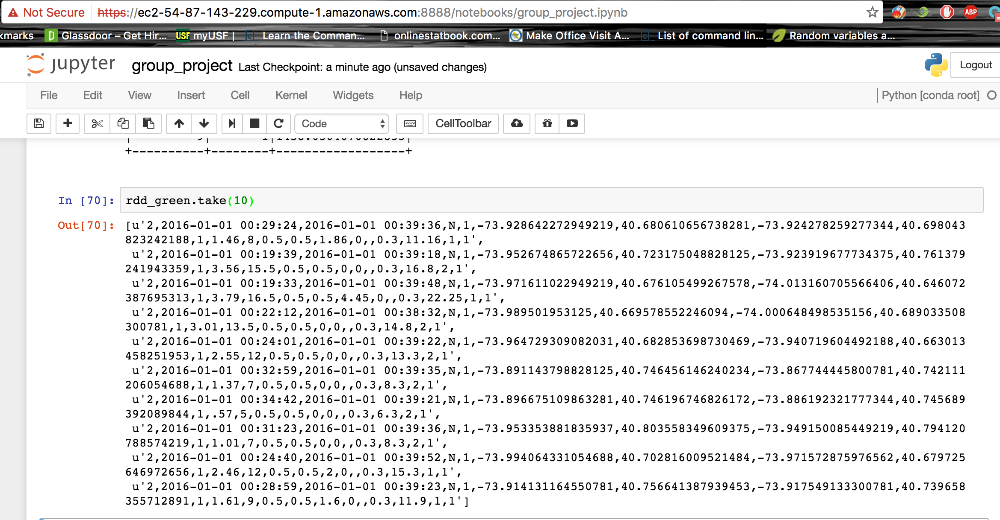 Not Secure https://ec2-54-87-143-229.compute-1.amazonaws.com:8888/notebooks/group_project.ipynb ABP
kmarks Glassdoor – Get Hir... USF myUSF | Learn the Comman... onlinestatbook.com... Make Office Visit A... List of command lin... Random variables a...
jupyter group_project Last Checkpoint: a minute ago (unsaved changes) Logout
File Edit View Insert Cell Kernel Widgets Help Python [conda root]
Code CellToolbar
+----------+--------+------------------+
In [70]: rdd_green.take(10)
Out[70]: [u'2,2016-01-01 00:29:24,2016-01-01 00:39:36,N,1,-73.928642272949219,40.680610656738281,-73.924278259277344,40.698043
823242188,1,1.46,8,0.5,0.5,1.86,0,,0.3,11.16,1,1',
u'2,2016-01-01 00:19:39,2016-01-01 00:39:18,N,1,-73.952674865722656,40.723175048828125,-73.923919677734375,40.761379
241943359,1,3.56,15.5,0.5,0.5,0,0,,0.3,16.8,2,1',
u'2,2016-01-01 00:19:33,2016-01-01 00:39:48,N,1,-73.971611022949219,40.676105499267578,-74.013160705566406,40.646072
387695313,1,3.79,16.5,0.5,0.5,4.45,0,,0.3,22.25,1,1',
u'2,2016-01-01 00:22:12,2016-01-01 00:38:32,N,1,-73.989501953125,40.669578552246094,-74.000648498535156,40.689033508
300781,1,3.01,13.5,0.5,0.5,0,0,,0.3,14.8,2,1',
u'2,2016-01-01 00:24:01,2016-01-01 00:39:22,N,1,-73.964729309082031,40.682853698730469,-73.940719604492188,40.663013
458251953,1,2.55,12,0.5,0.5,0,0,,0.3,13.3,2,1',
u'2,2016-01-01 00:32:59,2016-01-01 00:39:35,N,1,-73.891143798828125,40.746456146240234,-73.867744445800781,40.742111
206054688,1,1.37,7,0.5,0.5,0,0,,0.3,8.3,2,1',
u'2,2016-01-01 00:34:42,2016-01-01 00:39:21,N,1,-73.896675109863281,40.746196746826172,-73.886192321777344,40.745689
392089844,1,.57,5,0.5,0.5,0,0,,0.3,6.3,2,1',
u'2,2016-01-01 00:31:23,2016-01-01 00:39:36,N,1,-73.953353881835937,40.803558349609375,-73.949150085449219,40.794120
788574219,1,1.01,7,0.5,0.5,0,0,,0.3,8.3,2,1',
u'2,2016-01-01 00:24:40,2016-01-01 00:39:52,N,1,-73.994064331054688,40.702816009521484,-73.971572875976562,40.679725
646972656,1,2.46,12,0.5,0.5,2,0,,0.3,15.3,1,1',
u'2,2016-01-01 00:28:59,2016-01-01 00:39:23,N,1,-73.914131164550781,40.756641387939453,-73.917549133300781,40.739658
355712891,1,1.61,9,0.5,0.5,1.6,0,,0.3,11.9,1,1']